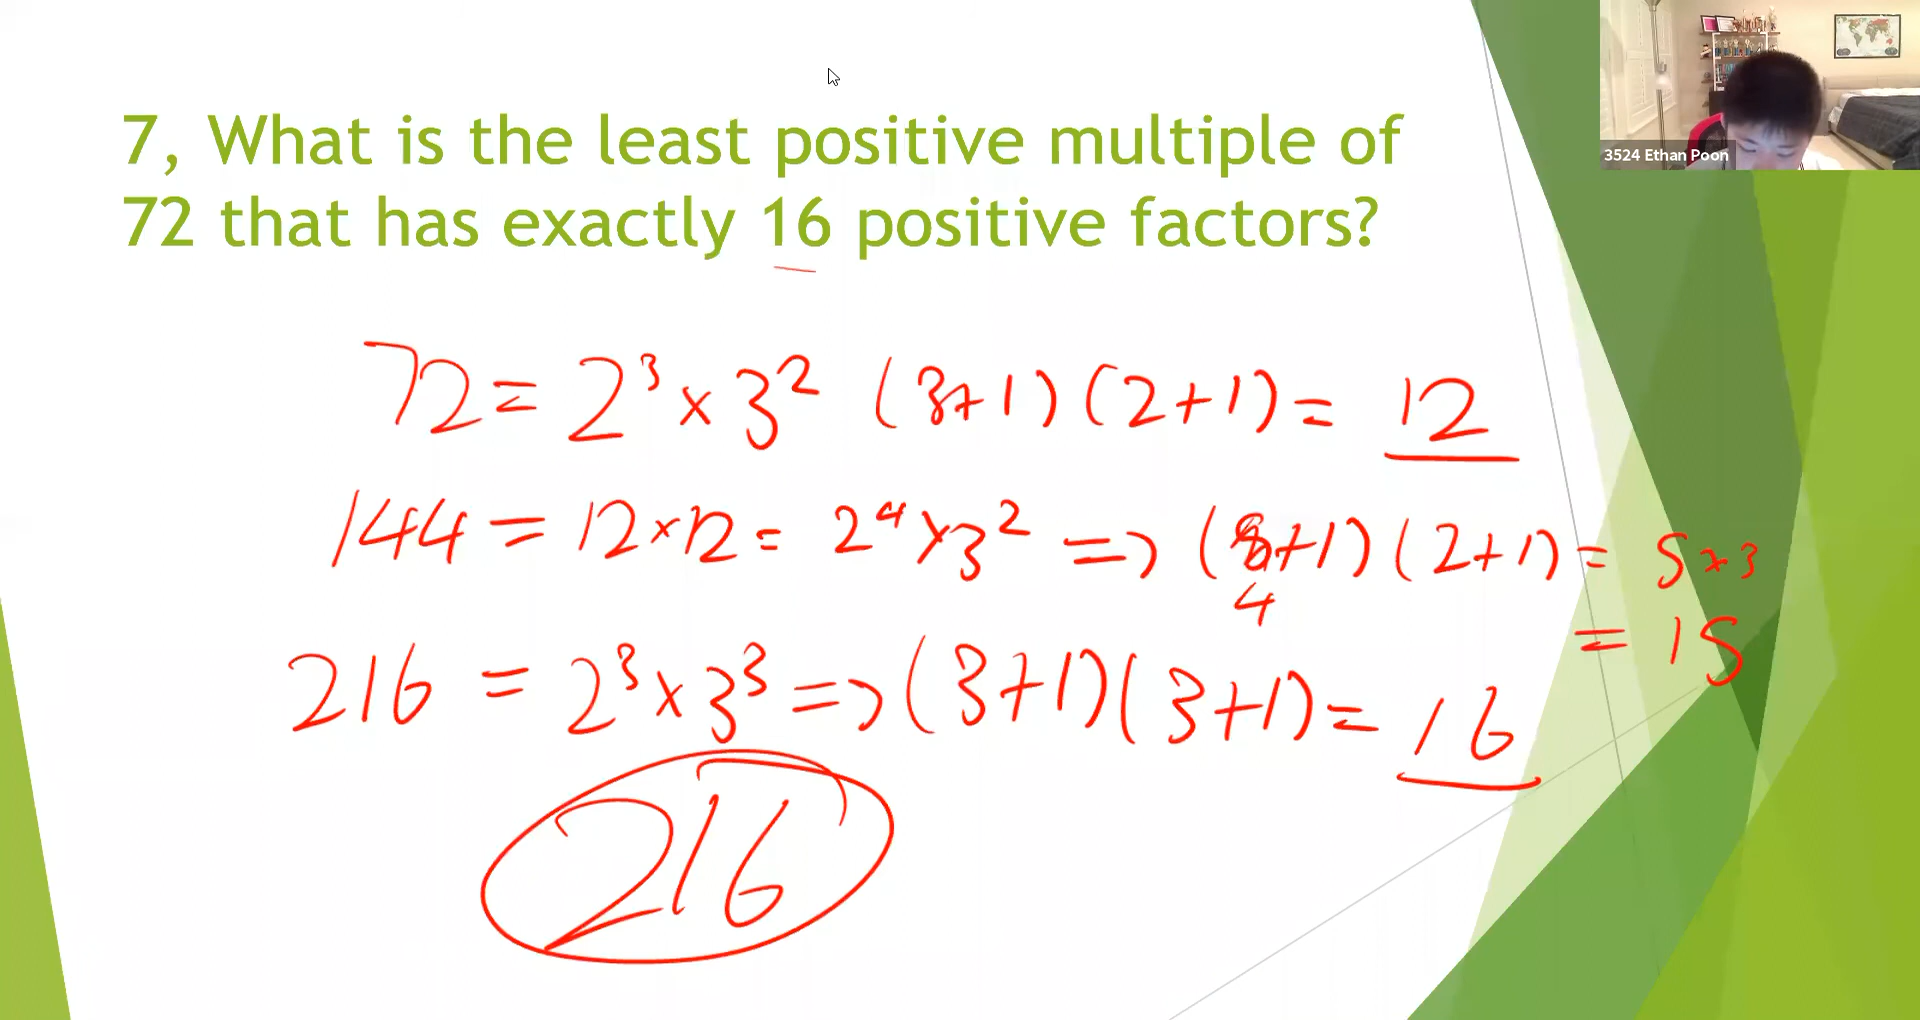 7, What is the least positive multiple of
72 that has exactly 16 positive factors?
3524 Ethan Poon
72 = 2³ × 3² (3+1)(2+1) = 12
144 = 12×12 = 2⁴×3² => (3+1)(2+1) = 5×3
4
= 15
216 = 2³×3³ => (3+1)(3+1) = 16
216